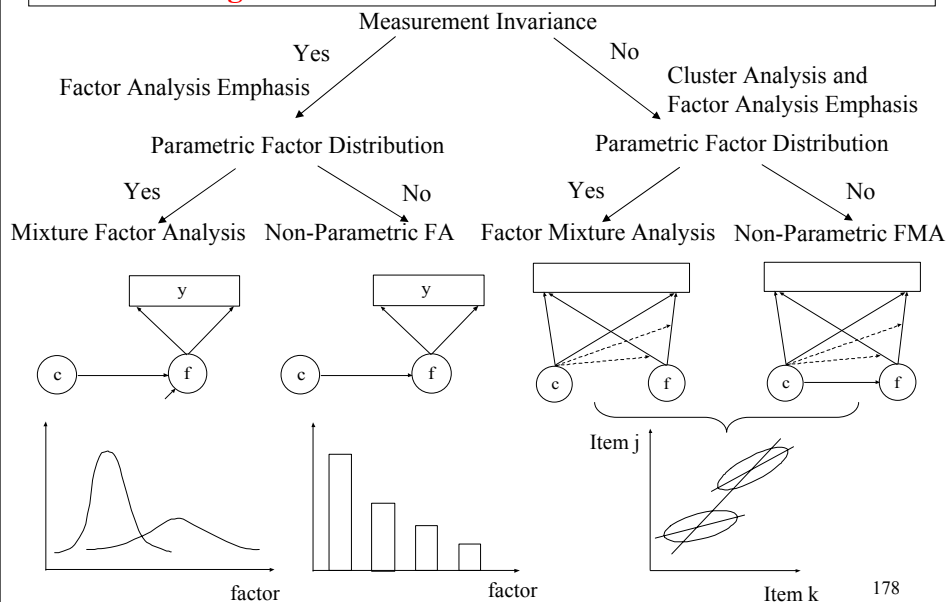 Measurement Invariance
Yes
No
Factor Analysis Emphasis
Cluster Analysis and
Factor Analysis Emphasis
Parametric Factor Distribution
Parametric Factor Distribution
Yes
No
Yes
No
Mixture Factor Analysis
Non-Parametric FA
Factor Mixture Analysis
Non-Parametric FMA
y
y
c
f
c
f
c
f
c
f
Item j
factor
factor
Item k
178